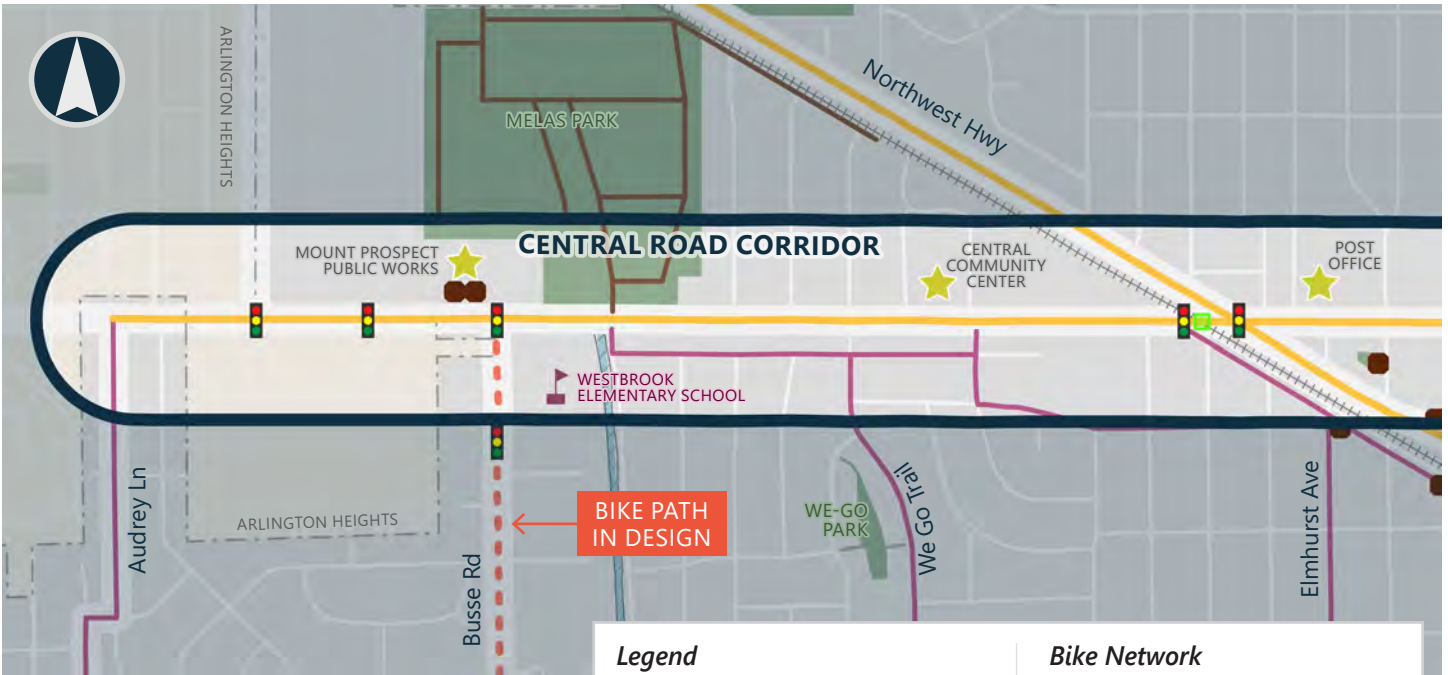 ARLINGTON HEIGHTS
Northwest Hwy
MELAS PARK
CENTRAL ROAD CORRIDOR
MOUNT PROSPECT
PUBLIC WORKS
CENTRAL
COMMUNITY
CENTER
POST
OFFICE
WESTBROOK
ELEMENTARY SCHOOL
Audrey Ln
ARLINGTON HEIGHTS
Busse Rd
BIKE PATH
IN DESIGN
WE-GO
PARK
We Go Trail
Elmhurst Ave
Legend
Bike Network